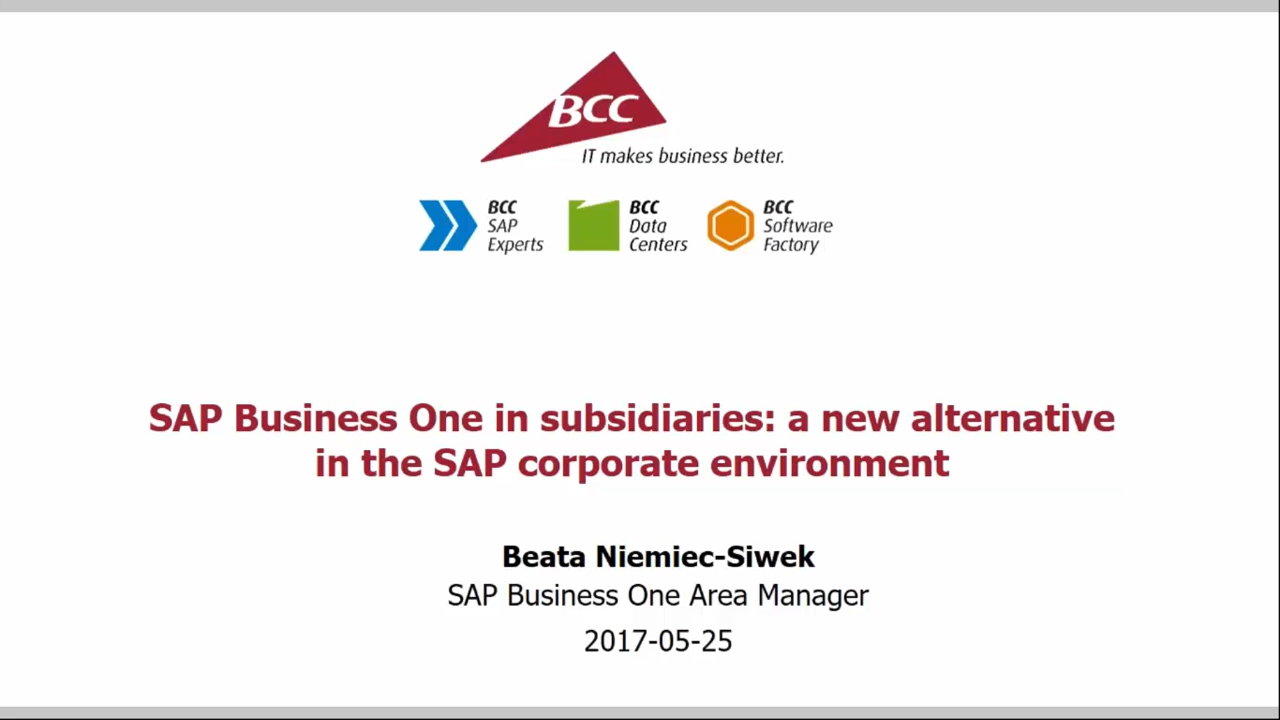 BCC
IT makes business better.
BCC
SAP
Experts
BCC
Data
Centers
BCC
Software
Factory
SAP Business One in subsidiaries: a new alternative
in the SAP corporate environment
Beata Niemiec-Siwek
SAP Business One Area Manager
2017-05-25